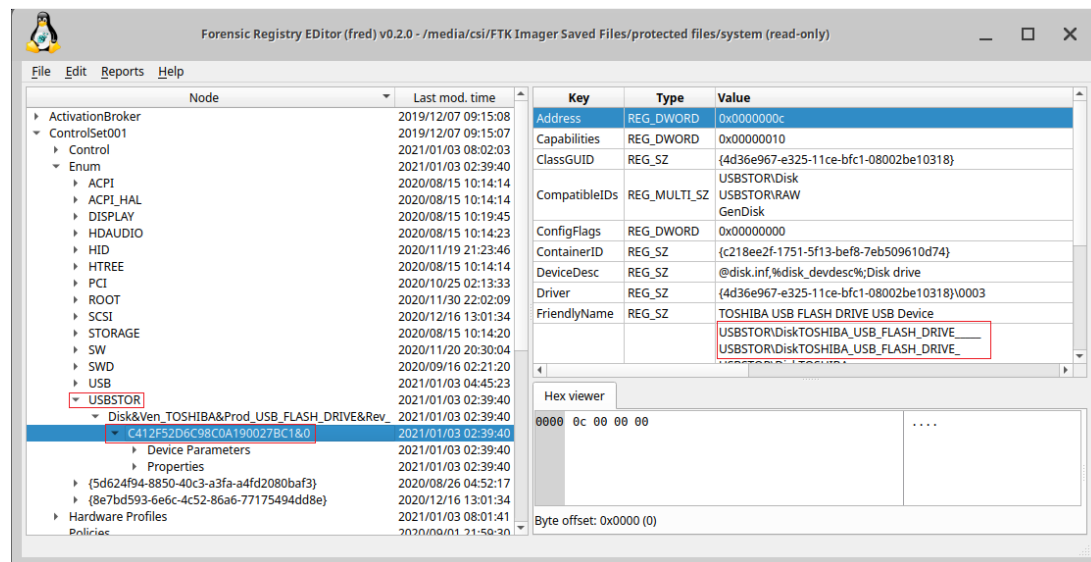 Forensic Registry EDitor (fred) v0.2.0 - /media/csi/FTK Imager Saved Files/protected files/system (read-only)
File Edit Reports Help
Node Last mod. time
ActivationBroker 2019/12/07 09:15:08
ControlSet001 2019/12/07 09:15:07
Control 2021/01/03 08:02:03
Enum 2021/01/03 02:39:40
ACPI 2020/08/15 10:14:14
ACPI_HAL 2020/08/15 10:14:14
DISPLAY 2020/08/15 10:19:45
HDAUDIO 2020/08/15 10:14:23
HID 2020/11/19 21:23:46
HTREE 2020/08/15 10:14:14
PCI 2020/10/25 02:13:33
ROOT 2020/11/30 22:02:09
SCSI 2020/12/16 13:01:34
STORAGE 2020/08/15 10:14:20
SW 2020/11/20 20:30:04
SWD 2020/09/16 02:21:20
USB 2021/01/03 04:45:23
USBSTOR 2021/01/03 02:39:40
Disk&Ven_TOSHIBA&Prod_USB_FLASH_DRIVE&Rev_ 2021/01/03 02:39:40
C412F52D6C98C0A190027BC1&0 2021/01/03 02:39:40
Device Parameters 2021/01/03 02:39:40
Properties 2021/01/03 02:39:40
{5d624f94-8850-40c3-a3fa-a4fd2080baf3} 2020/08/26 04:52:17
{8e7bd593-6e6c-4c52-86a6-77175494dd8e} 2020/12/16 13:01:34
Hardware Profiles 2021/01/03 08:01:41
Policies 2020/09/01 21:59:30
Key Type Value
Address REG_DWORD 0x0000000c
Capabilities REG_DWORD 0x00000010
ClassGUID REG_SZ {4d36e967-e325-11ce-bfc1-08002be10318}
CompatibleIDs REG_MULTI_SZ USBSTOR\Disk
USBSTOR\RAW
GenDisk
ConfigFlags REG_DWORD 0x00000000
ContainerID REG_SZ {c218ee2f-1751-5f13-bef8-7eb509610d74}
DeviceDesc REG_SZ @disk.inf,%disk_devdesc%;Disk drive
Driver REG_SZ {4d36e967-e325-11ce-bfc1-08002be10318}\0003
FriendlyName REG_SZ TOSHIBA USB FLASH DRIVE USB Device
USBSTOR\DiskTOSHIBA_USB_FLASH_DRIVE_____
USBSTOR\DiskTOSHIBA_USB_FLASH_DRIVE_
Hex viewer
0000 0c 00 00 00 ....
Byte offset: 0x0000 (0)